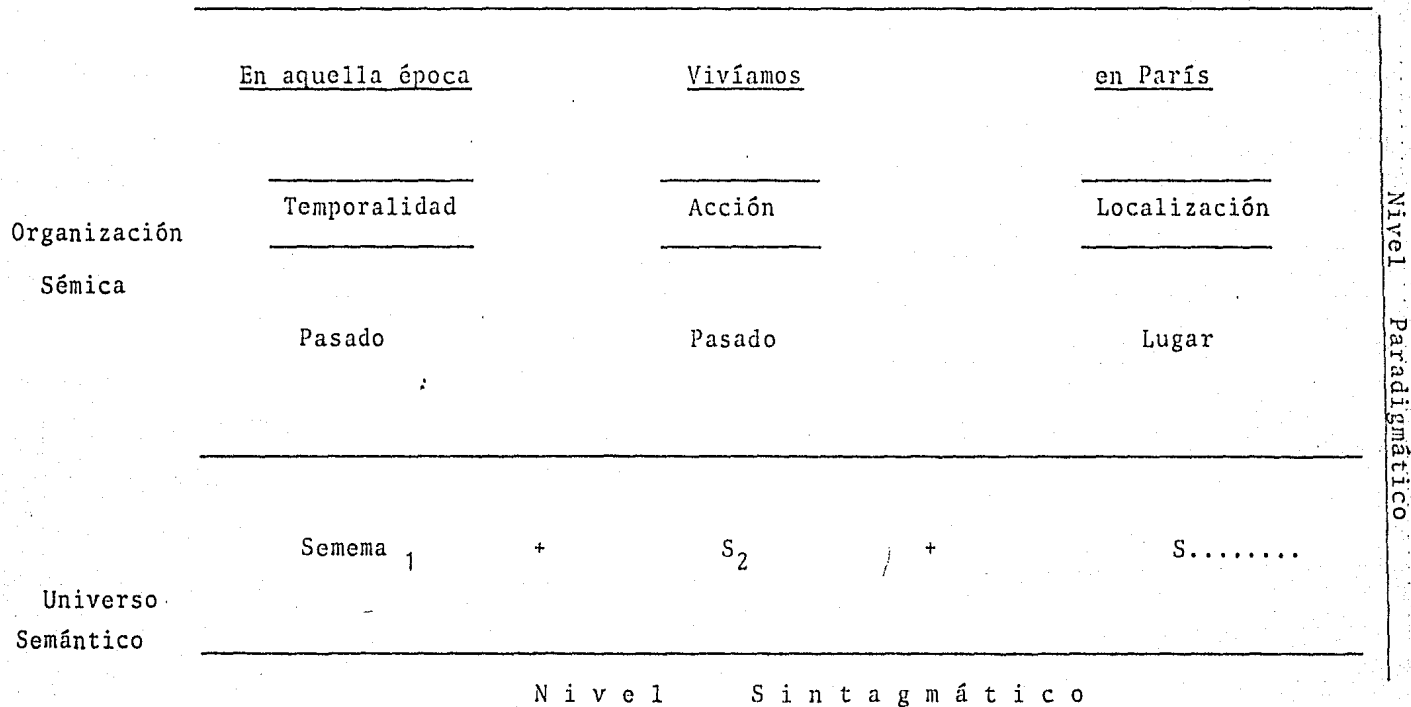 En aquella época Vivíamos en París
Temporalidad Acción Localización
Organización
Sémica
Pasado Pasado Lugar
Semema 1 + S2 + S........
Universo
Semántico
Nivel Sintagmático
Nivel Paradigmático